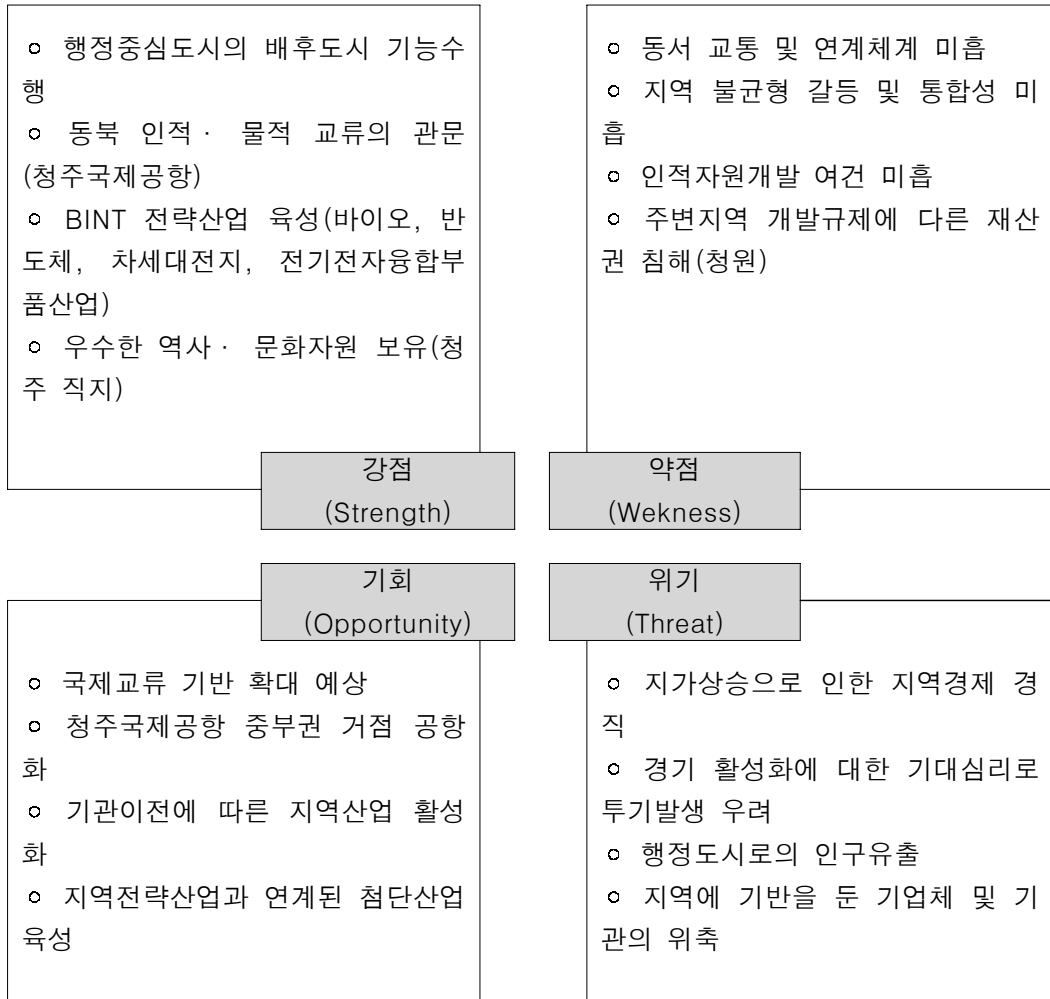 ∘ 행정중심도시의 배후도시 기능수
행
∘ 동북 인적 · 물적 교류의 관문
(청주국제공항)
∘ BINT 전략산업 육성(바이오, 반
도체, 차세대전지, 전기전자융합부
품산업)
∘ 우수한 역사 · 문화자원 보유(청
주 직지)
강점
(Strength)
∘ 동서 교통 및 연계체계 미흡
∘ 지역 불균형 갈등 및 통합성 미
흡
∘ 인적자원개발 여건 미흡
∘ 주변지역 개발규제에 다른 재산
권 침해(청원)
약점
(Wekness)
기회
(Opportunity)
∘ 국제교류 기반 확대 예상
∘ 청주국제공항 중부권 거점 공항
화
∘ 기관이전에 따른 지역산업 활성
화
∘ 지역전략산업과 연계된 첨단산업
육성
위기
(Threat)
∘ 지가상승으로 인한 지역경제 경
직
∘ 경기 활성화에 대한 기대심리로
투기발생 우려
∘ 행정도시로의 인구유출
∘ 지역에 기반을 둔 기업체 및 기
관의 위축